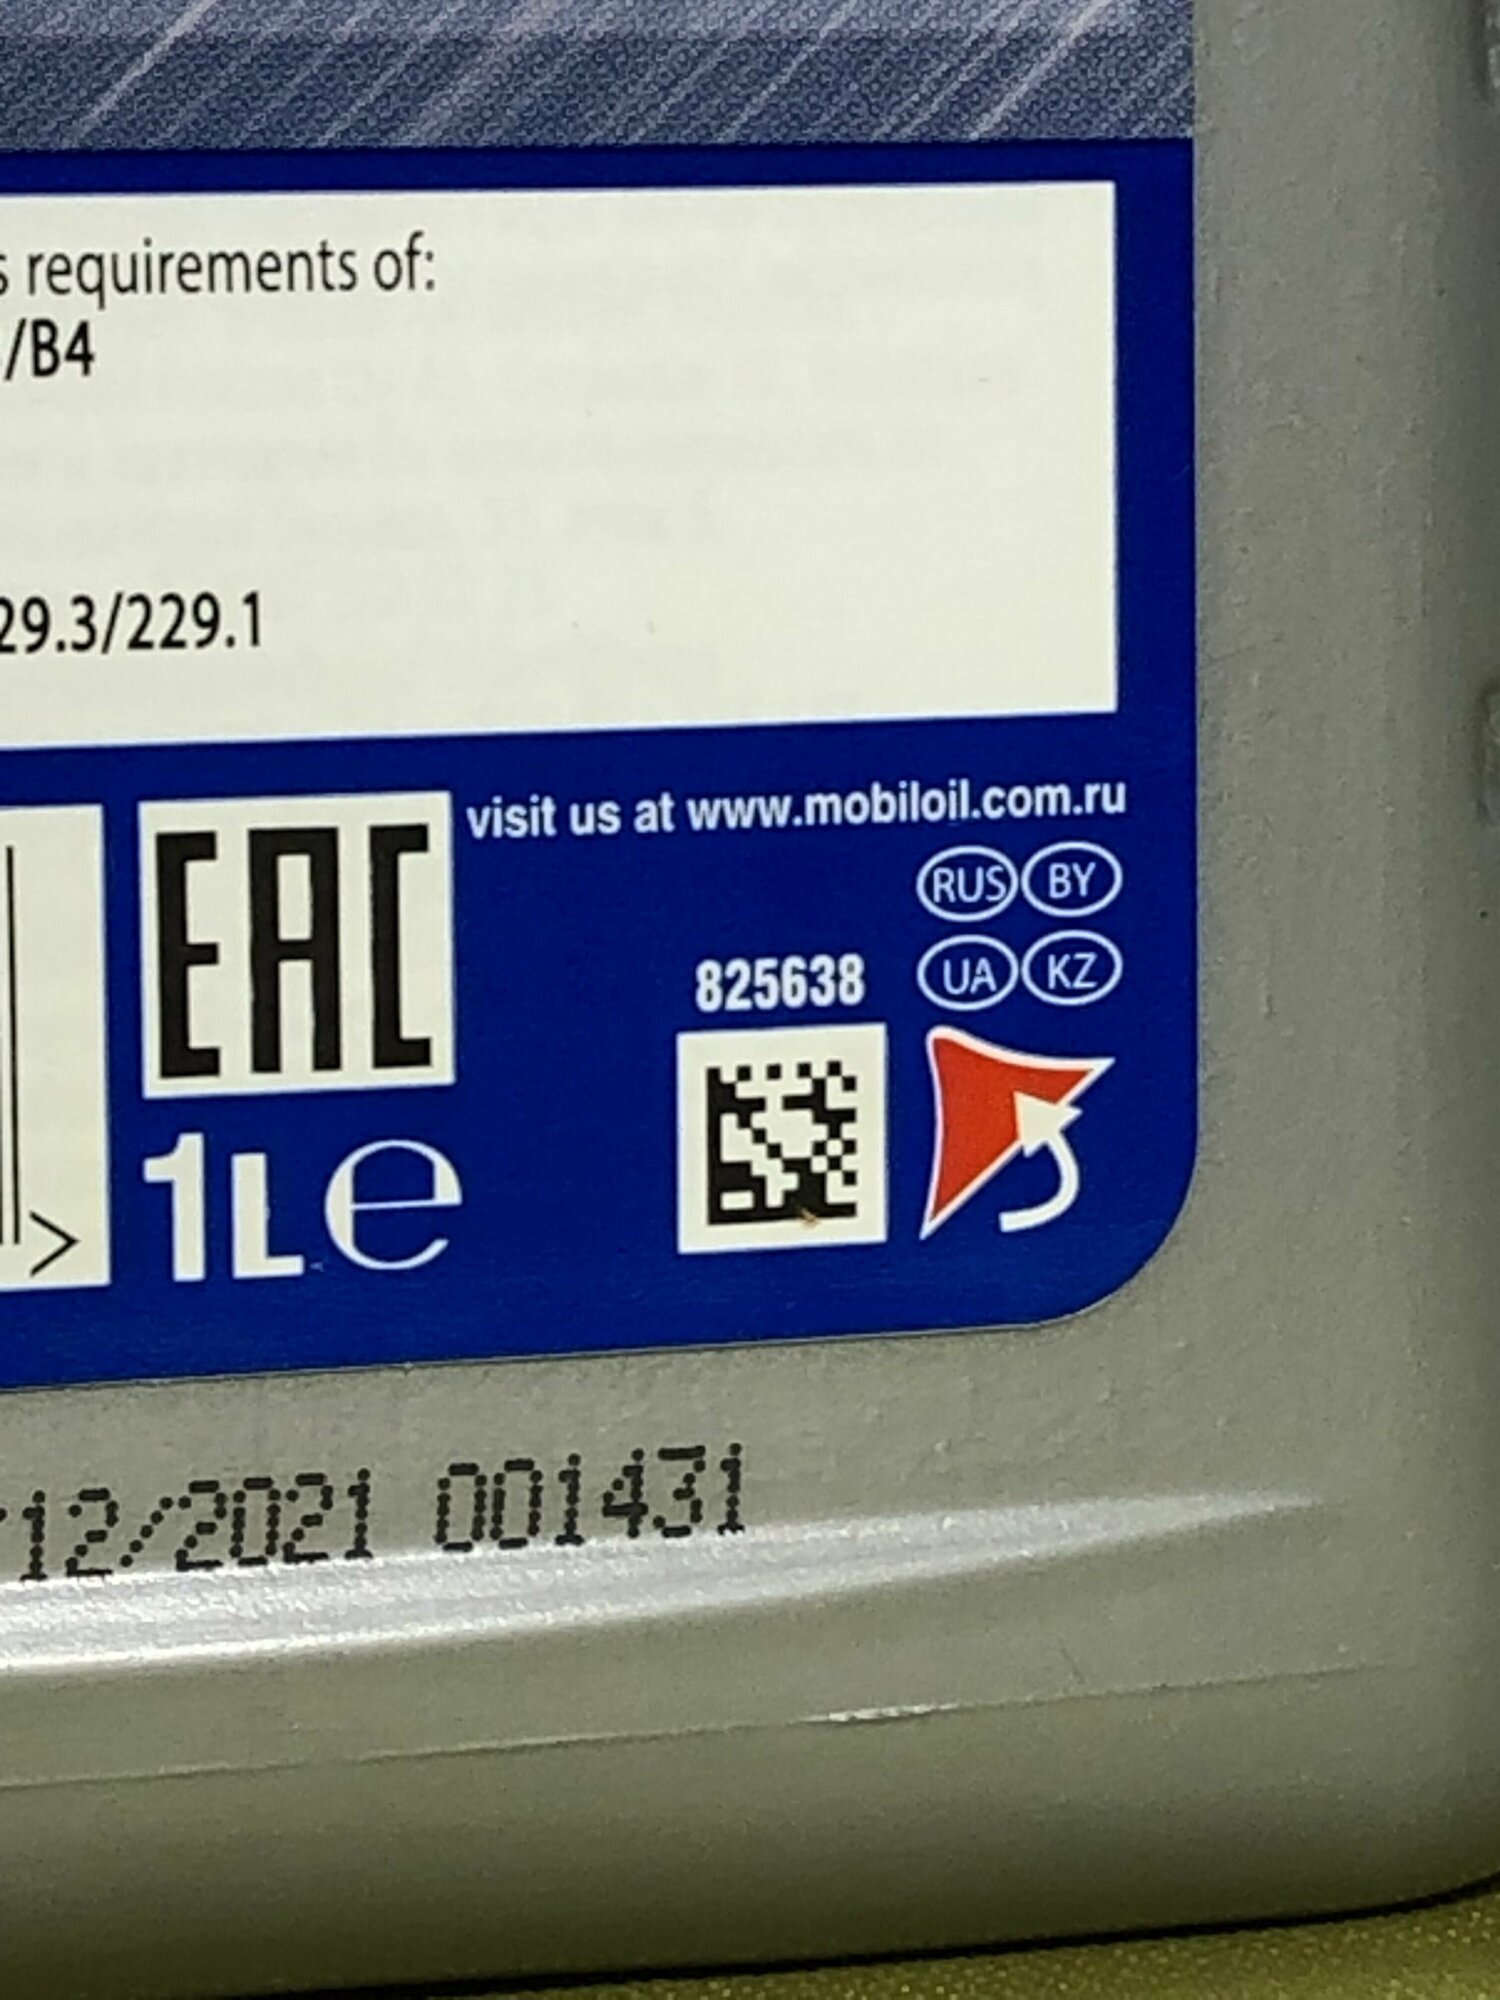 requirements of:
/B4
29.3/229.1
visit us at www.mobiloil.com.ru
EAC
RUS BY
825638 UA KZ
1L e
>
12/2021 001431